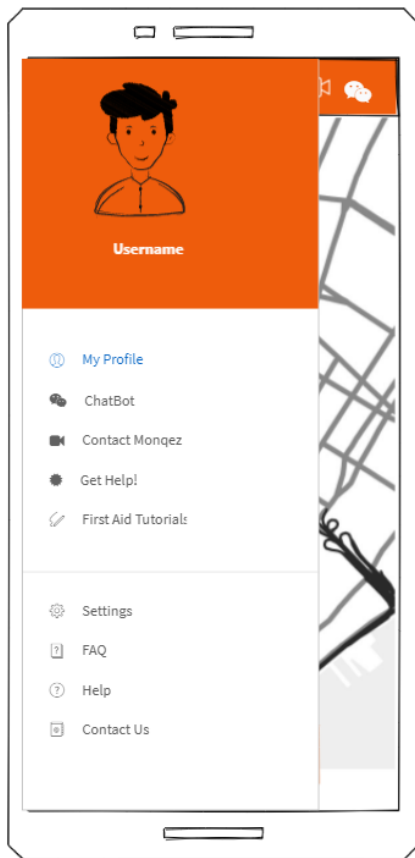 Username
My Profile
ChatBot
Contact Monqez
Get Help!
First Aid Tutorials
Settings
FAQ
Help
Contact Us